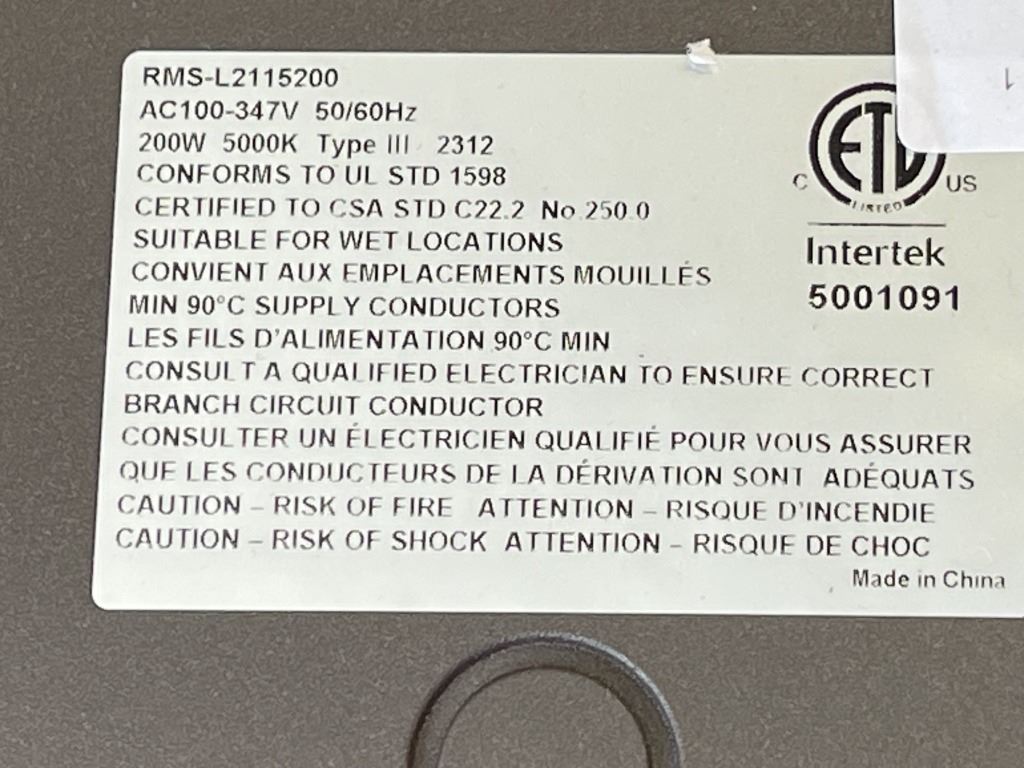 RMS-L2115200
AC100-347V 50/60Hz
200W 5000K Type III 2312
CONFORMS TO UL STD 1598
CERTIFIED TO CSA STD C22.2 No.250.0
SUITABLE FOR WET LOCATIONS
CONVIENT AUX EMPLACEMENTS MOUILLÉS
MIN 90°C SUPPLY CONDUCTORS
LES FILS D'ALIMENTATION 90°C MIN
CONSULT A QUALIFIED ELECTRICIAN TO ENSURE CORRECT
BRANCH CIRCUIT CONDUCTOR
CONSULTER UN ÉLECTRICIEN QUALIFIÉ POUR VOUS ASSURER
QUE LES CONDUCTEURS DE LA DÉRIVATION SONT ADÉQUATS
CAUTION – RISK OF FIRE ATTENTION – RISQUE D'INCENDIE
CAUTION – RISK OF SHOCK ATTENTION – RISQUE DE CHOC
Made in China
ETL
C LISTED US
Intertek
5001091